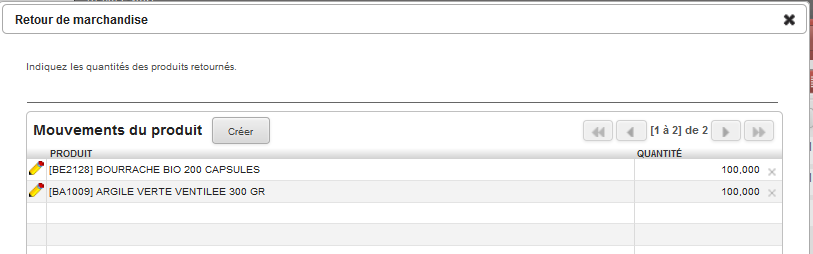 Retour de marchandise
Indiquez les quantités des produits retournés.
Mouvements du produit Créer [1 à 2] de 2
PRODUIT QUANTITÉ
[BE2128] BOURRACHE BIO 200 CAPSULES 100,000
[BA1009] ARGILE VERTE VENTILEE 300 GR 100,000